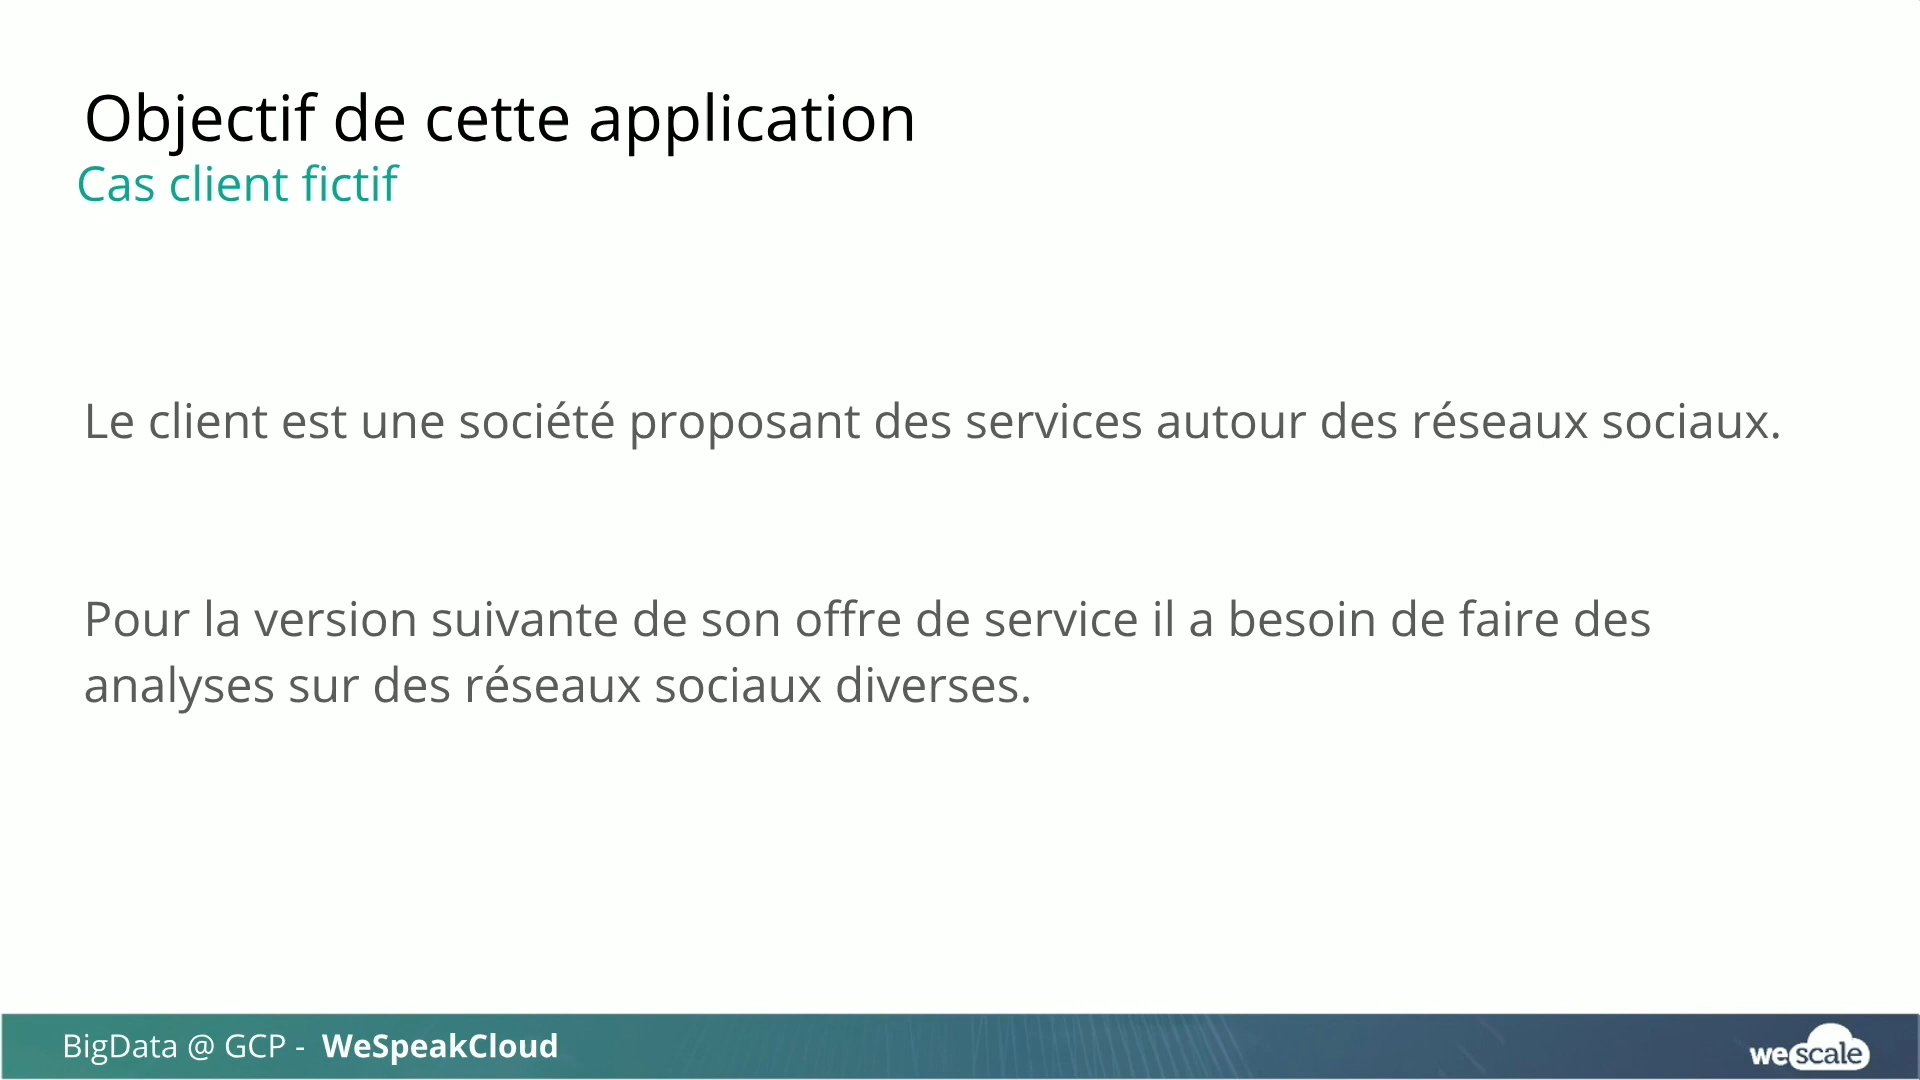 Objectif de cette application
Cas client fictif
Le client est une société proposant des services autour des réseaux sociaux.
Pour la version suivante de son offre de service il a besoin de faire des
analyses sur des réseaux sociaux diverses.
BigData @ GCP - WeSpeakCloud
wescale